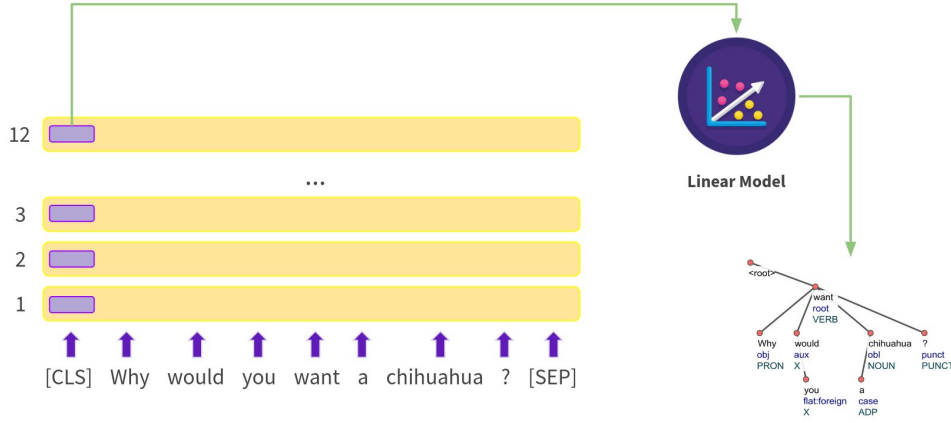 12
...
3
2
1
[CLS] Why would you want a chihuahua ? [SEP]
Linear Model
<root>
want
root
VERB
Why would chihuahua ?
obj aux obl punct
PRON X NOUN PUNCT
you a
flat:foreign case
X ADP